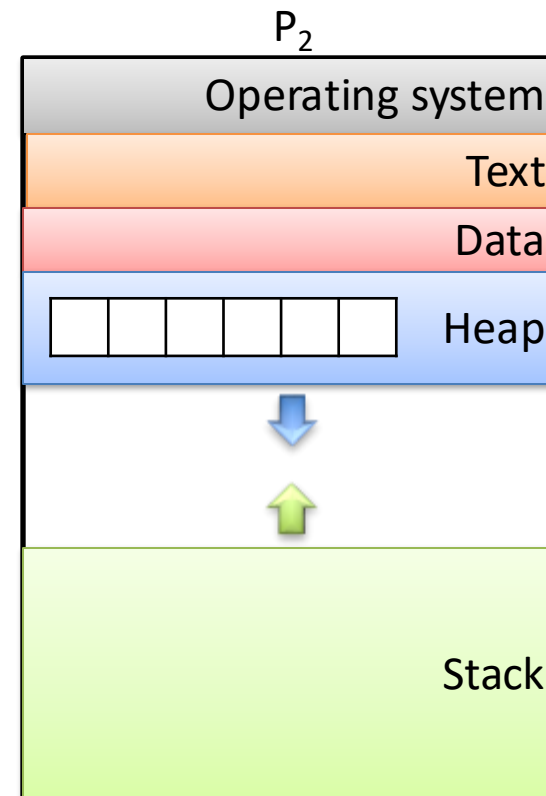 P₂
Operating system
Text
Data
Heap
Stack